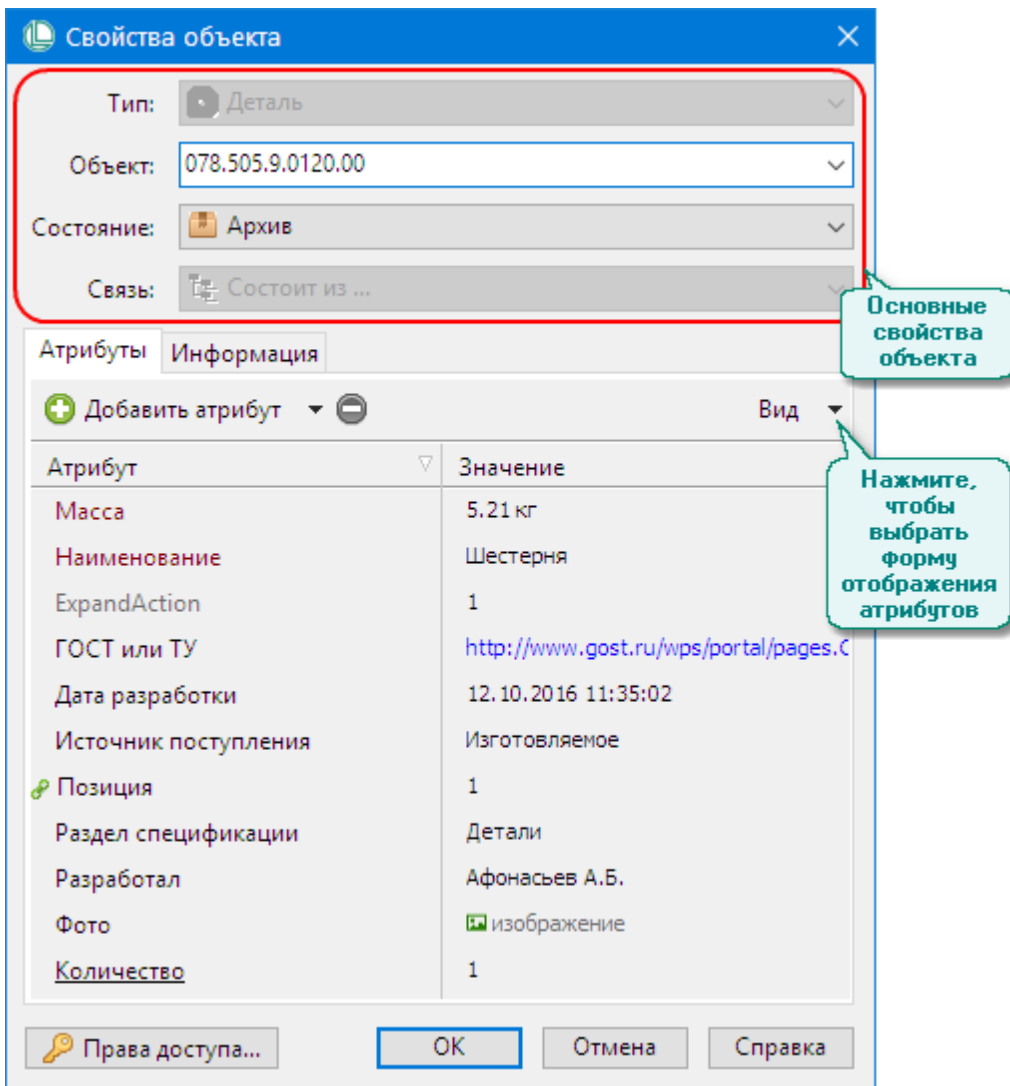 Свойства объекта
Тип: Деталь
Объект: 078.505.9.0120.00
Состояние: Архив
Связь: Состоит из ...
Основные
свойства
объекта
Атрибуты Информация
Добавить атрибут Вид
Атрибут Значение
Нажмите,
чтобы
выбрать
форму
отображения
атрибутов
Масса 5.21 кг
Наименование Шестерня
ExpandAction 1
ГОСТ или ТУ http://www.gost.ru/wps/portal/pages.C
Дата разработки 12.10.2016 11:35:02
Источник поступления Изготовляемое
Позиция 1
Раздел спецификации Детали
Разработал Афонасьев А.Б.
Фото изображение
Количество 1
Права доступа... OK Отмена Справка